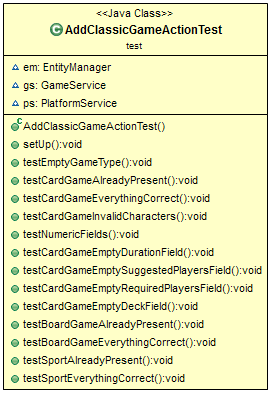 <<Java Class>>
C AddClassicGameActionTest
test
em: EntityManager
gs: GameService
ps: PlatformService
c AddClassicGameActionTest()
setUp():void
testEmptyGameType():void
testCardGameAlreadyPresent():void
testCardGameEverythingCorrect():void
testCardGameInvalidCharacters():void
testNumericFields():void
testCardGameEmptyDurationField():void
testCardGameEmptySuggestedPlayersField():void
testCardGameEmptyRequiredPlayersField():void
testCardGameEmptyDeckField():void
testBoardGameAlreadyPresent():void
testBoardGameEverythingCorrect():void
testSportAlreadyPresent():void
testSportEverythingCorrect():void